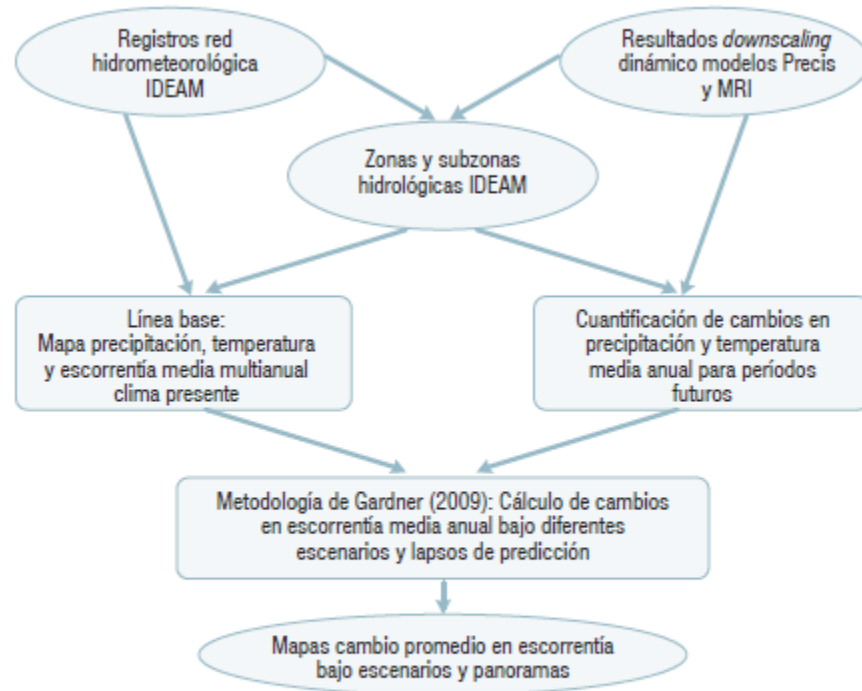 Registros red
hidrometeorológica
IDEAM
Resultados downscaling
dinámico modelos Precis
y MRI
Zonas y subzonas
hidrológicas IDEAM
Línea base:
Mapa precipitación, temperatura
y escorrentía media multianual
clima presente
Cuantificación de cambios en
precipitación y temperatura
media anual para períodos
futuros
Metodología de Gardner (2009): Cálculo de cambios
en escorrentía media anual bajo diferentes
escenarios y lapsos de predicción
Mapas cambio promedio en escorrentía
bajo escenarios y panoramas